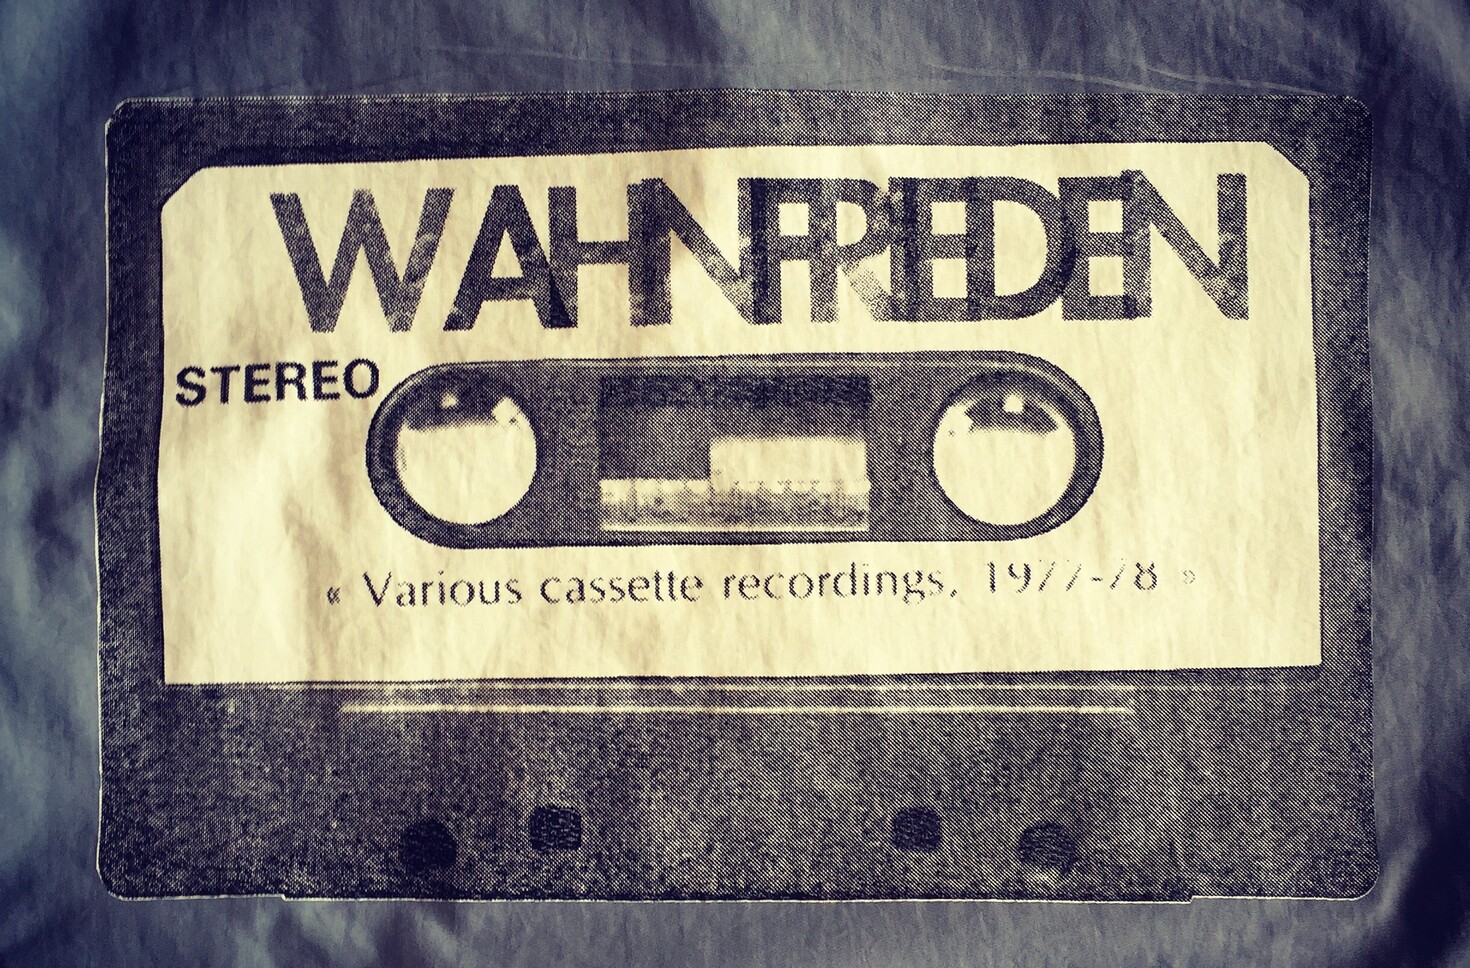 WAHNFRIEDEN
STEREO
« Various cassette recordings, 1977-78 »